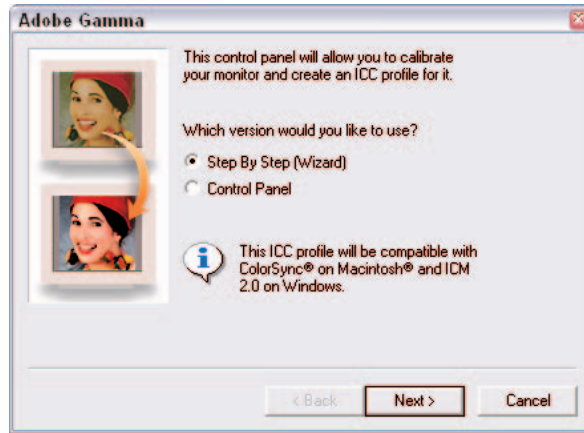 Adobe Gamma
This control panel will allow you to calibrate
your monitor and create an ICC profile for it.
Which version would you like to use?
Step By Step (Wizard)
Control Panel
This ICC profile will be compatible with
ColorSync® on Macintosh® and ICM
2.0 on Windows.
< Back Next > Cancel